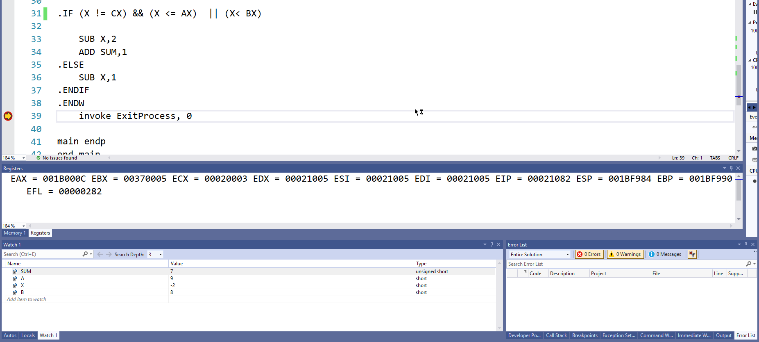 30
31 .IF (X != CX) && (X <= AX) || (X< BX)
32
33 SUB X,2
34 ADD SUM,1
35 .ELSE
36 SUB X,1
37 .ENDIF
38 .ENDW
39 invoke ExitProcess, 0
40
41 main endp
42 end main
84 % No issues found Ln: 39 Ch: 1 TABS CRLF
Registers
EAX = 001B000C EBX = 00370005 ECX = 00020003 EDX = 00021005 ESI = 00021005 EDI = 00021005 EIP = 00021082 ESP = 001BF984 EBP = 001BF990
EFL = 00000282
84 %
Memory 1 Registers
Watch 1
Search (Ctrl+E) Search Depth: 3
Name Value Type
SUM 7 unsigned short
A 9 short
X -2 short
B short
Add item to watch
Autos Locals Watch 1
Error List
Entire Solution 0 Errors 0 Warnings 0 Messages
Search Error List
Code Description Project File Line Supp...
Developer Po... Call Stack Breakpoints Exception Set... Command W... Immediate W... Output Error List